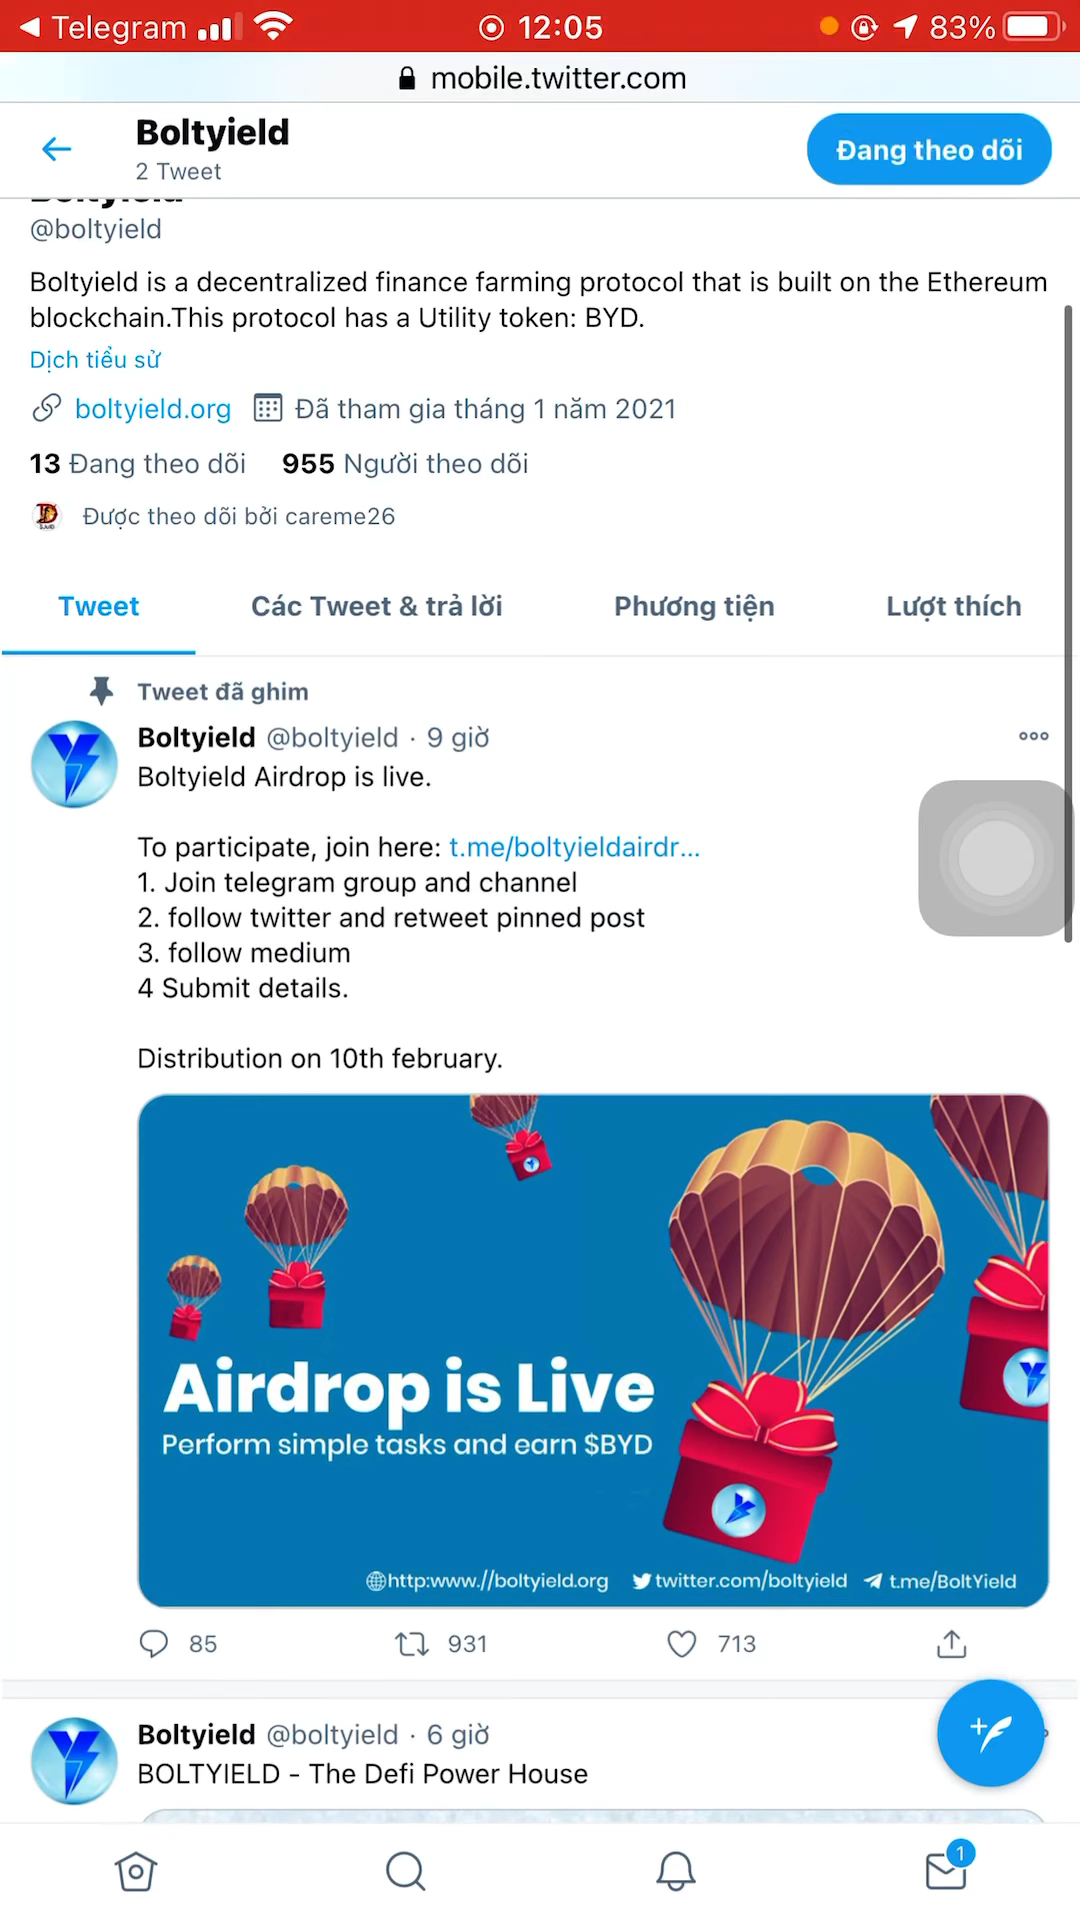 Telegram 12:05 83%
mobile.twitter.com
Boltyield
2 Tweet
Đang theo dõi
@boltyield
Boltyield is a decentralized finance farming protocol that is built on the Ethereum
blockchain.This protocol has a Utility token: BYD.
Dịch tiểu sử
boltyield.org Đã tham gia tháng 1 năm 2021
13 Đang theo dõi 955 Người theo dõi
Được theo dõi bởi careme26
Tweet Các Tweet & trả lời Phương tiện Lượt thích
Tweet đã ghim
Boltyield @boltyield · 9 giờ
Boltyield Airdrop is live.
To participate, join here: t.me/boltyieldairdr...
1. Join telegram group and channel
2. follow twitter and retweet pinned post
3. follow medium
4 Submit details.
Distribution on 10th february.
Airdrop is Live
Perform simple tasks and earn $BYD
http:www.//boltyield.org twitter.com/boltyield t.me/BoltYield
85 931 713
Boltyield @boltyield · 6 giờ
BOLTYIELD - The Defi Power House
1